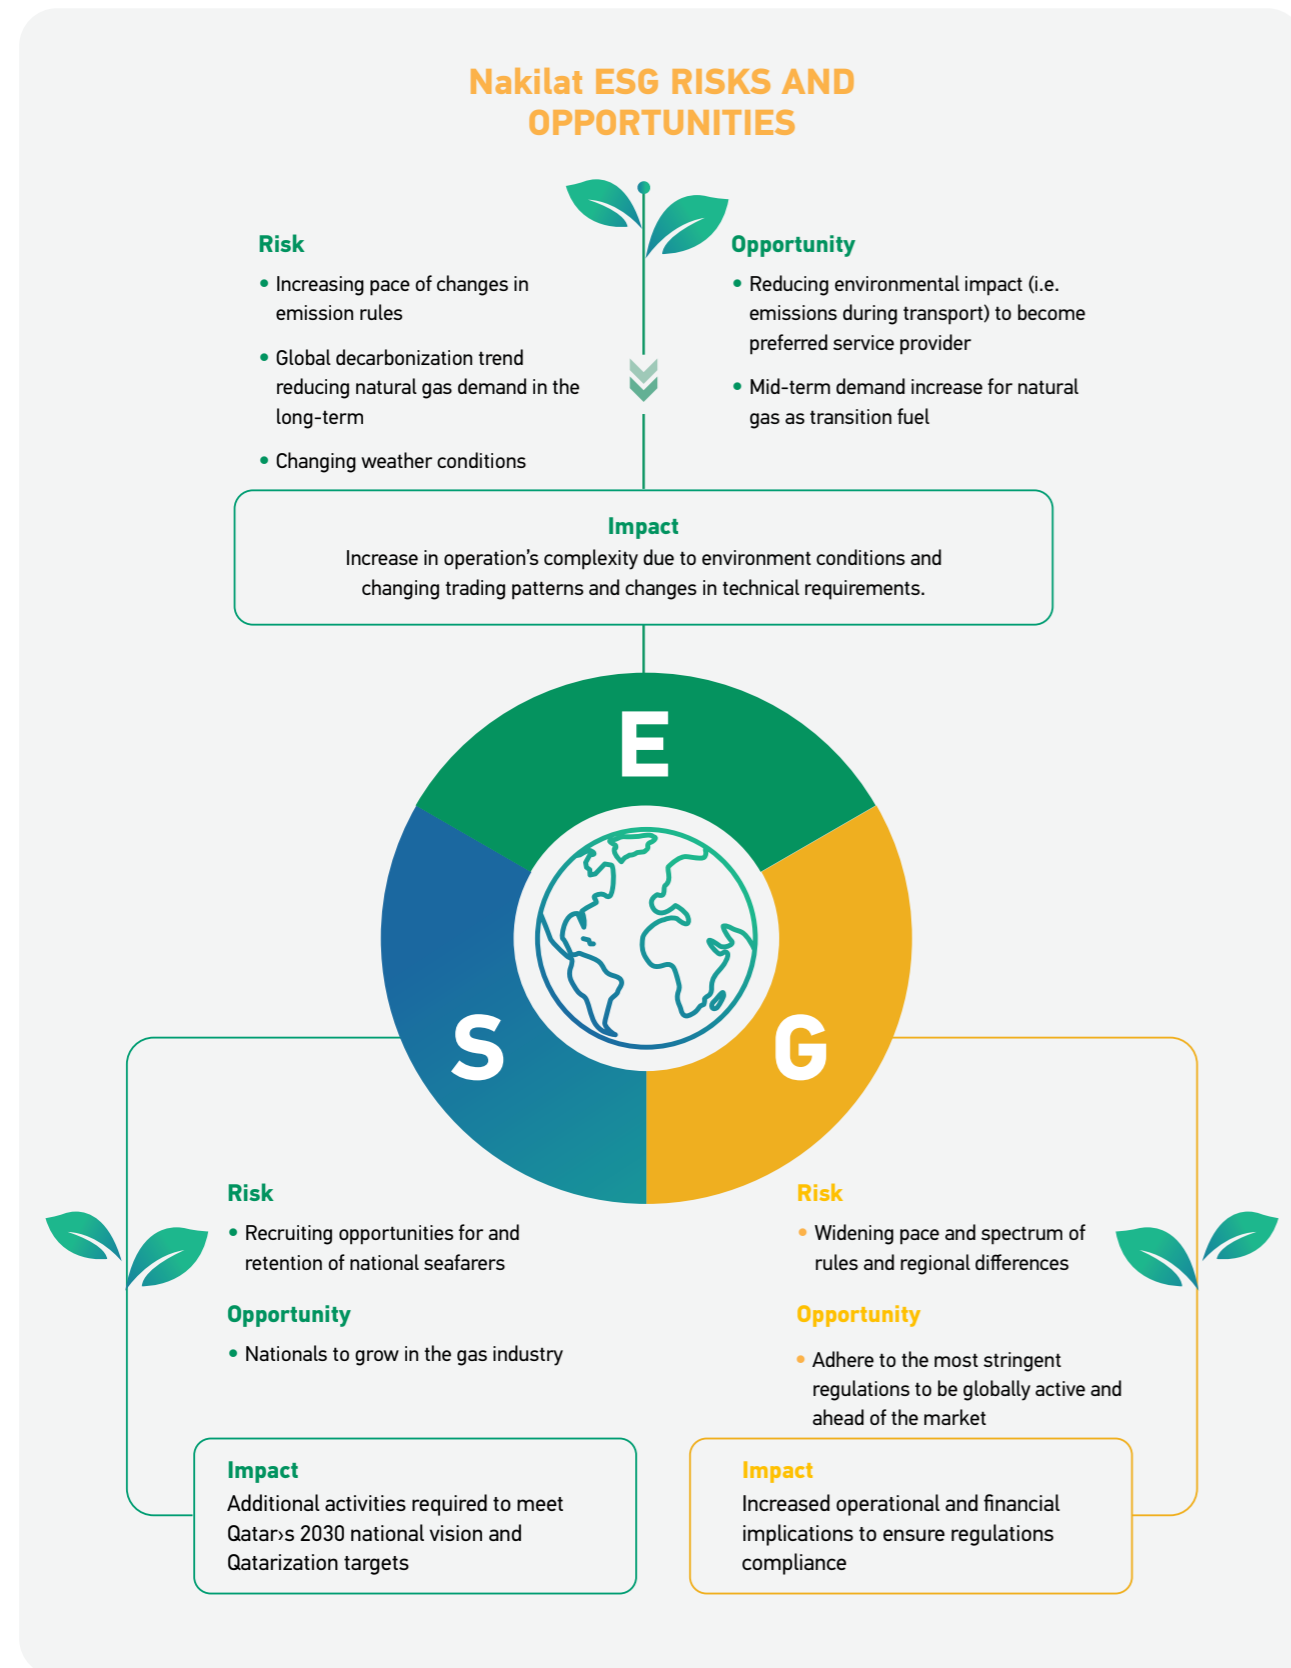 Nakilat ESG RISKS AND
OPPORTUNITIES
Risk
• Increasing pace of changes in
emission rules
• Global decarbonization trend
reducing natural gas demand in the
long-term
• Changing weather conditions
Opportunity
• Reducing environmental impact (i.e.
emissions during transport) to become
preferred service provider
• Mid-term demand increase for natural
gas as transition fuel
Impact
Increase in operation’s complexity due to environment conditions and
changing trading patterns and changes in technical requirements.
E
S
G
Risk
• Recruiting opportunities for and
retention of national seafarers
Opportunity
• Nationals to grow in the gas industry
Impact
Additional activities required to meet
Qatar›s 2030 national vision and
Qatarization targets
Risk
• Widening pace and spectrum of
rules and regional differences
Opportunity
• Adhere to the most stringent
regulations to be globally active and
ahead of the market
Impact
Increased operational and financial
implications to ensure regulations
compliance